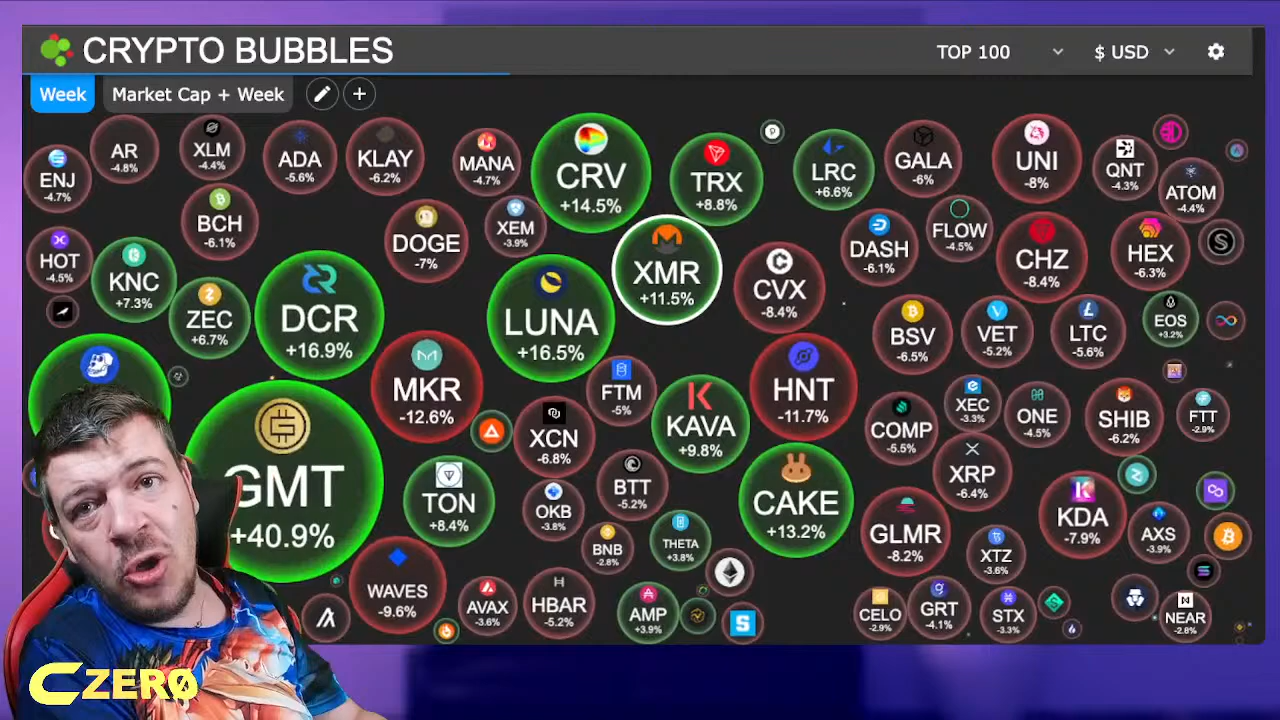 CRYPTO BUBBLES
TOP 100
$ USD
Week
Market Cap + Week
AR
-4.8%
XLM
-4.4%
ADA
-5.6%
KLAY
-6.2%
MANA
-4.7%
CRV
+14.5%
TRX
+8.8%
LRC
+6.6%
GALA
-6%
UNI
-8%
QNT
-4.3%
ATOM
-4.4%
ENJ
-4.7%
BCH
-6.1%
DOGE
-7%
XEM
-3.9%
XMR
+11.5%
CVX
-8.4%
DASH
-6.1%
FLOW
-4.5%
CHZ
-8.4%
HEX
-6.3%
HOT
-4.5%
KNC
+7.3%
ZEC
+6.7%
DCR
+16.9%
LUNA
+16.5%
BSV
-6.5%
VET
-5.2%
LTC
-5.6%
EOS
+3.2%
MKR
-12.6%
FTM
-5%
HNT
-11.7%
XEC
-3.3%
ONE
-4.5%
SHIB
-6.2%
FTT
-2.9%
XCN
-6.8%
KAVA
+9.8%
COMP
-5.5%
XRP
-6.4%
GMT
+40.9%
TON
+8.4%
OKB
-3.8%
BTT
-5.2%
CAKE
+13.2%
GLMR
-8.2%
XTZ
-3.6%
KDA
-7.9%
AXS
-3.9%
BNB
-2.8%
THETA
+3.8%
WAVES
-9.6%
AVAX
-3.6%
HBAR
-5.2%
AMP
+3.9%
CELO
-2.9%
GRT
-4.1%
STX
-3.3%
NEAR
-2.8%
CZERØ